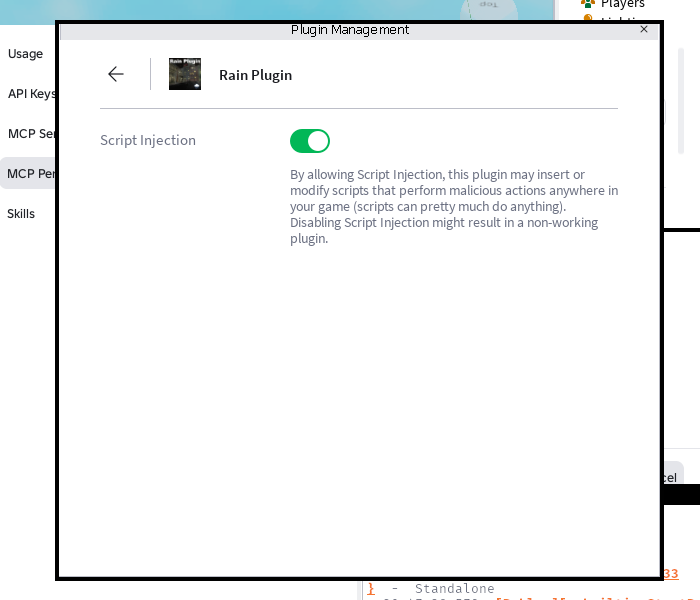 Players
Plugin Management
Usage
Rain Plugin
API Keys
MCP Ser
Script Injection
MCP Per
By allowing Script Injection, this plugin may insert or
modify scripts that perform malicious actions anywhere in
your game (scripts can pretty much do anything).
Disabling Script Injection might result in a non-working
plugin.
Skills
cel
33
} - Standalone